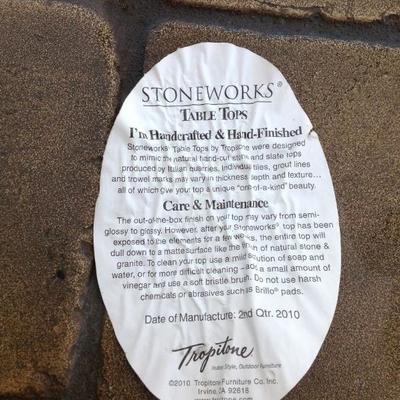 STONEWORKS®
TABLE TOPS
I'm Handcrafted & Hand-Finished
Stoneworks® Table Tops by Tropitone were designed
to mimic the natural hand-cut stone and slate tops
produced by Italian quarries. Individual tiles, grout lines
and trowel marks may vary in thickness depth and texture…
all of which give your top a unique "one-of-a-kind" beauty.
Care & Maintenance
The out-of-the-box finish on your top may vary from semi-
glossy to glossy. However, after your Stoneworks® top has been
exposed to the elements for a few weeks, the entire top will
dull down to a matte surface like the finish of natural stone &
granite. To clean your top use a mild solution of soap and
water, or for more difficult cleaning – add a small amount of
vinegar and use a soft bristle brush. Do not use harsh
chemicals or abrasives such as Brillo® pads.
Date of Manufacture: 2nd Qtr. 2010
Tropitone
Indoor Style, Outdoor Furniture
©2010 Tropitone Furniture Co. Inc.
Irvine, CA 92618
www.tropitone.com